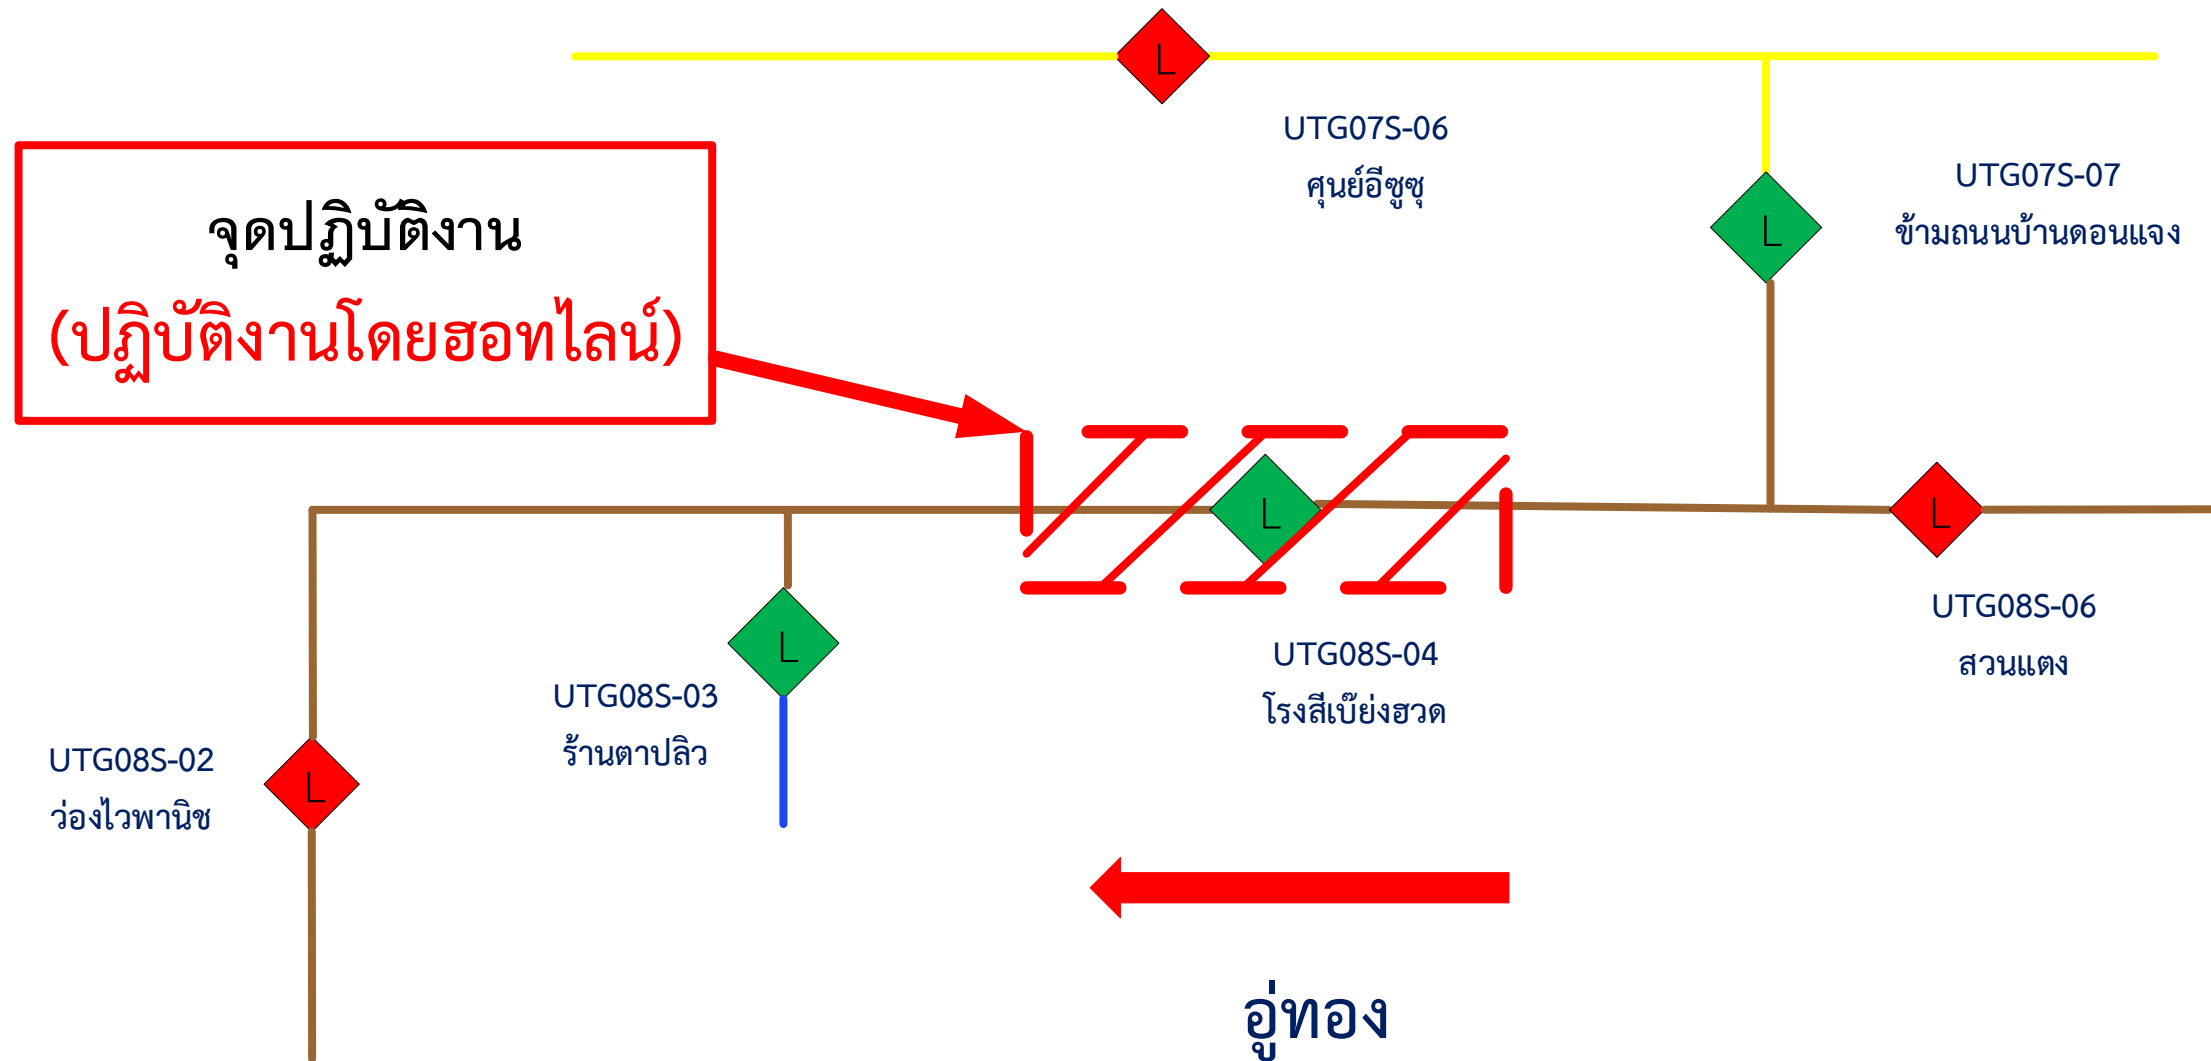 L
UTG07S-06
ศูนย์อีซูซุ
UTG07S-07
ข้ามถนนบ้านดอนแจง
L
จุดปฏิบัติงาน
(ปฏิบัติงานโดยฮอทไลน์)
L
L
UTG08S-06
สวนแตง
UTG08S-04
โรงสีเบ๊ย่งฮวด
L
UTG08S-03
ร้านตาปลิว
UTG08S-02
ว่องไวพานิช
L
อู่ทอง